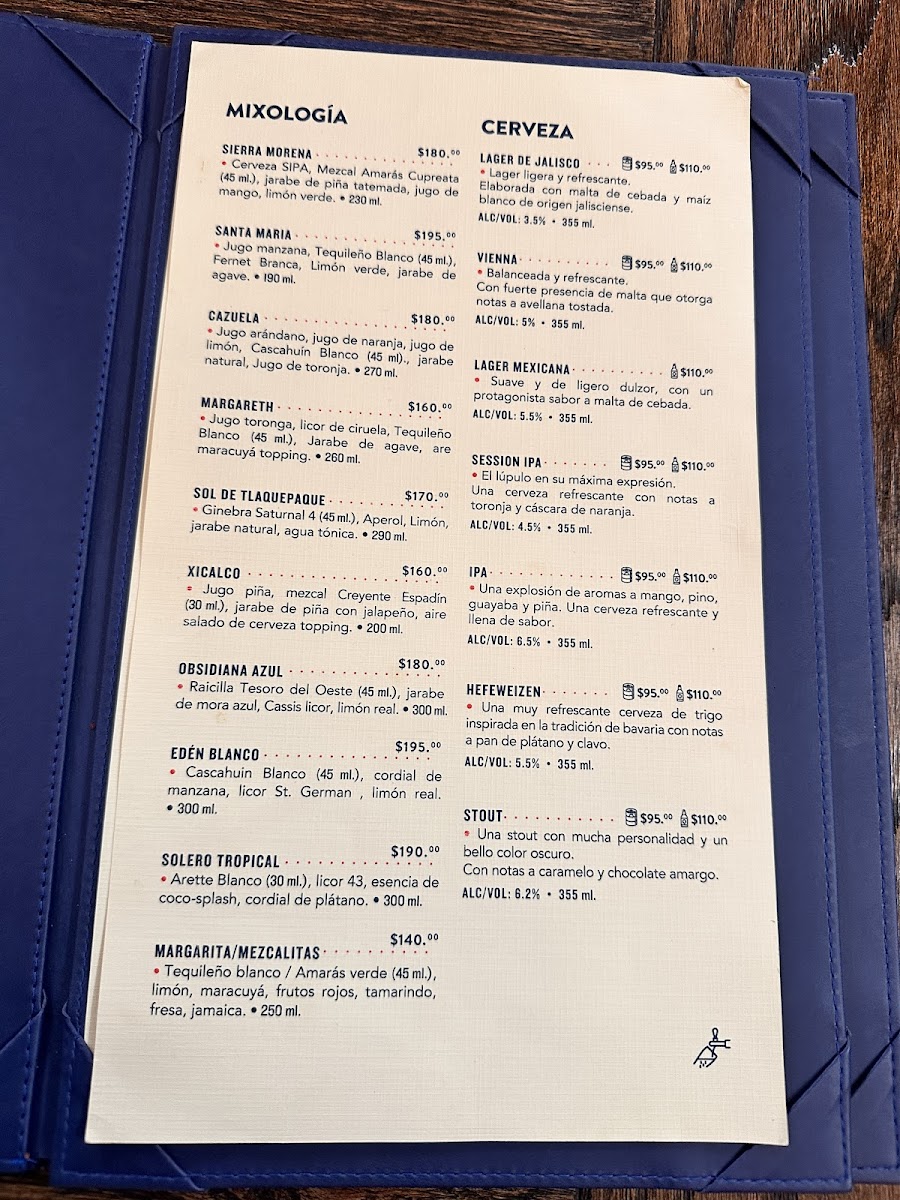 MIXOLOGÍA
SIERRA MORENA $180.00
• Cerveza SIPA, Mezcal Amarás Cupreata
(45 ml.), jarabe de piña tatemada, jugo de
mango, limón verde. • 230 ml.
SANTA MARIA $195.00
• Jugo manzana, Tequileño Blanco (45 ml.),
Fernet Branca, Limón verde, jarabe de
agave. • 190 ml.
CAZUELA $180.00
• Jugo arándano, jugo de naranja, jugo de
limón, Cascahuín Blanco (45 ml)., jarabe
natural, Jugo de toronja. • 270 ml.
MARGARETH $160.00
• Jugo toronga, licor de ciruela, Tequileño
Blanco (45 ml.), Jarabe de agave, are
maracuyá topping. • 260 ml.
SOL DE TLAQUEPAQUE $170.00
• Ginebra Saturnal 4 (45 ml.), Aperol, Limón,
jarabe natural, agua tónica. • 290 ml.
XICALCO $160.00
• Jugo piña, mezcal Creyente Espadín
(30 ml.), jarabe de piña con jalapeño, aire
salado de cerveza topping. • 200 ml.
OBSIDIANA AZUL $180.00
• Raicilla Tesoro del Oeste (45 ml.), jarabe
de mora azul, Cassis licor, limón real. • 300 ml.
EDÉN BLANCO $195.00
• Cascahuin Blanco (45 ml.), cordial de
manzana, licor St. German , limón real.
• 300 ml.
SOLERO TROPICAL $190.00
• Arette Blanco (30 ml.), licor 43, esencia de
coco-splash, cordial de plátano. • 300 ml.
MARGARITA/MEZCALITAS $140.00
• Tequileño blanco / Amarás verde (45 ml.),
limón, maracuyá, frutos rojos, tamarindo,
fresa, jamaica. • 250 ml.
CERVEZA
LAGER DE JALISCO $95.00 $110.00
• Lager ligera y refrescante.
Elaborada con malta de cebada y maíz
blanco de origen jalisciense.
ALC/VOL: 3.5% • 355 ml.
VIENNA $95.00 $110.00
• Balanceada y refrescante.
Con fuerte presencia de malta que otorga
notas a avellana tostada.
ALC/VOL: 5% • 355 ml.
LAGER MEXICANA $110.00
• Suave y de ligero dulzor, con un
protagonista sabor a malta de cebada.
ALC/VOL: 5.5% • 355 ml.
SESSION IPA $95.00 $110.00
• El lúpulo en su máxima expresión.
Una cerveza refrescante con notas a
toronja y cáscara de naranja.
ALC/VOL: 4.5% • 355 ml.
IPA $95.00 $110.00
• Una explosión de aromas a mango, pino,
guayaba y piña. Una cerveza refrescante y
llena de sabor.
ALC/VOL: 6.5% • 355 ml.
HEFEWEIZEN $95.00 $110.00
• Una muy refrescante cerveza de trigo
inspirada en la tradición de bavaria con notas
a pan de plátano y clavo.
ALC/VOL: 5.5% • 355 ml.
STOUT $95.00 $110.00
• Una stout con mucha personalidad y un
bello color oscuro.
Con notas a caramelo y chocolate amargo.
ALC/VOL: 6.2% • 355 ml.